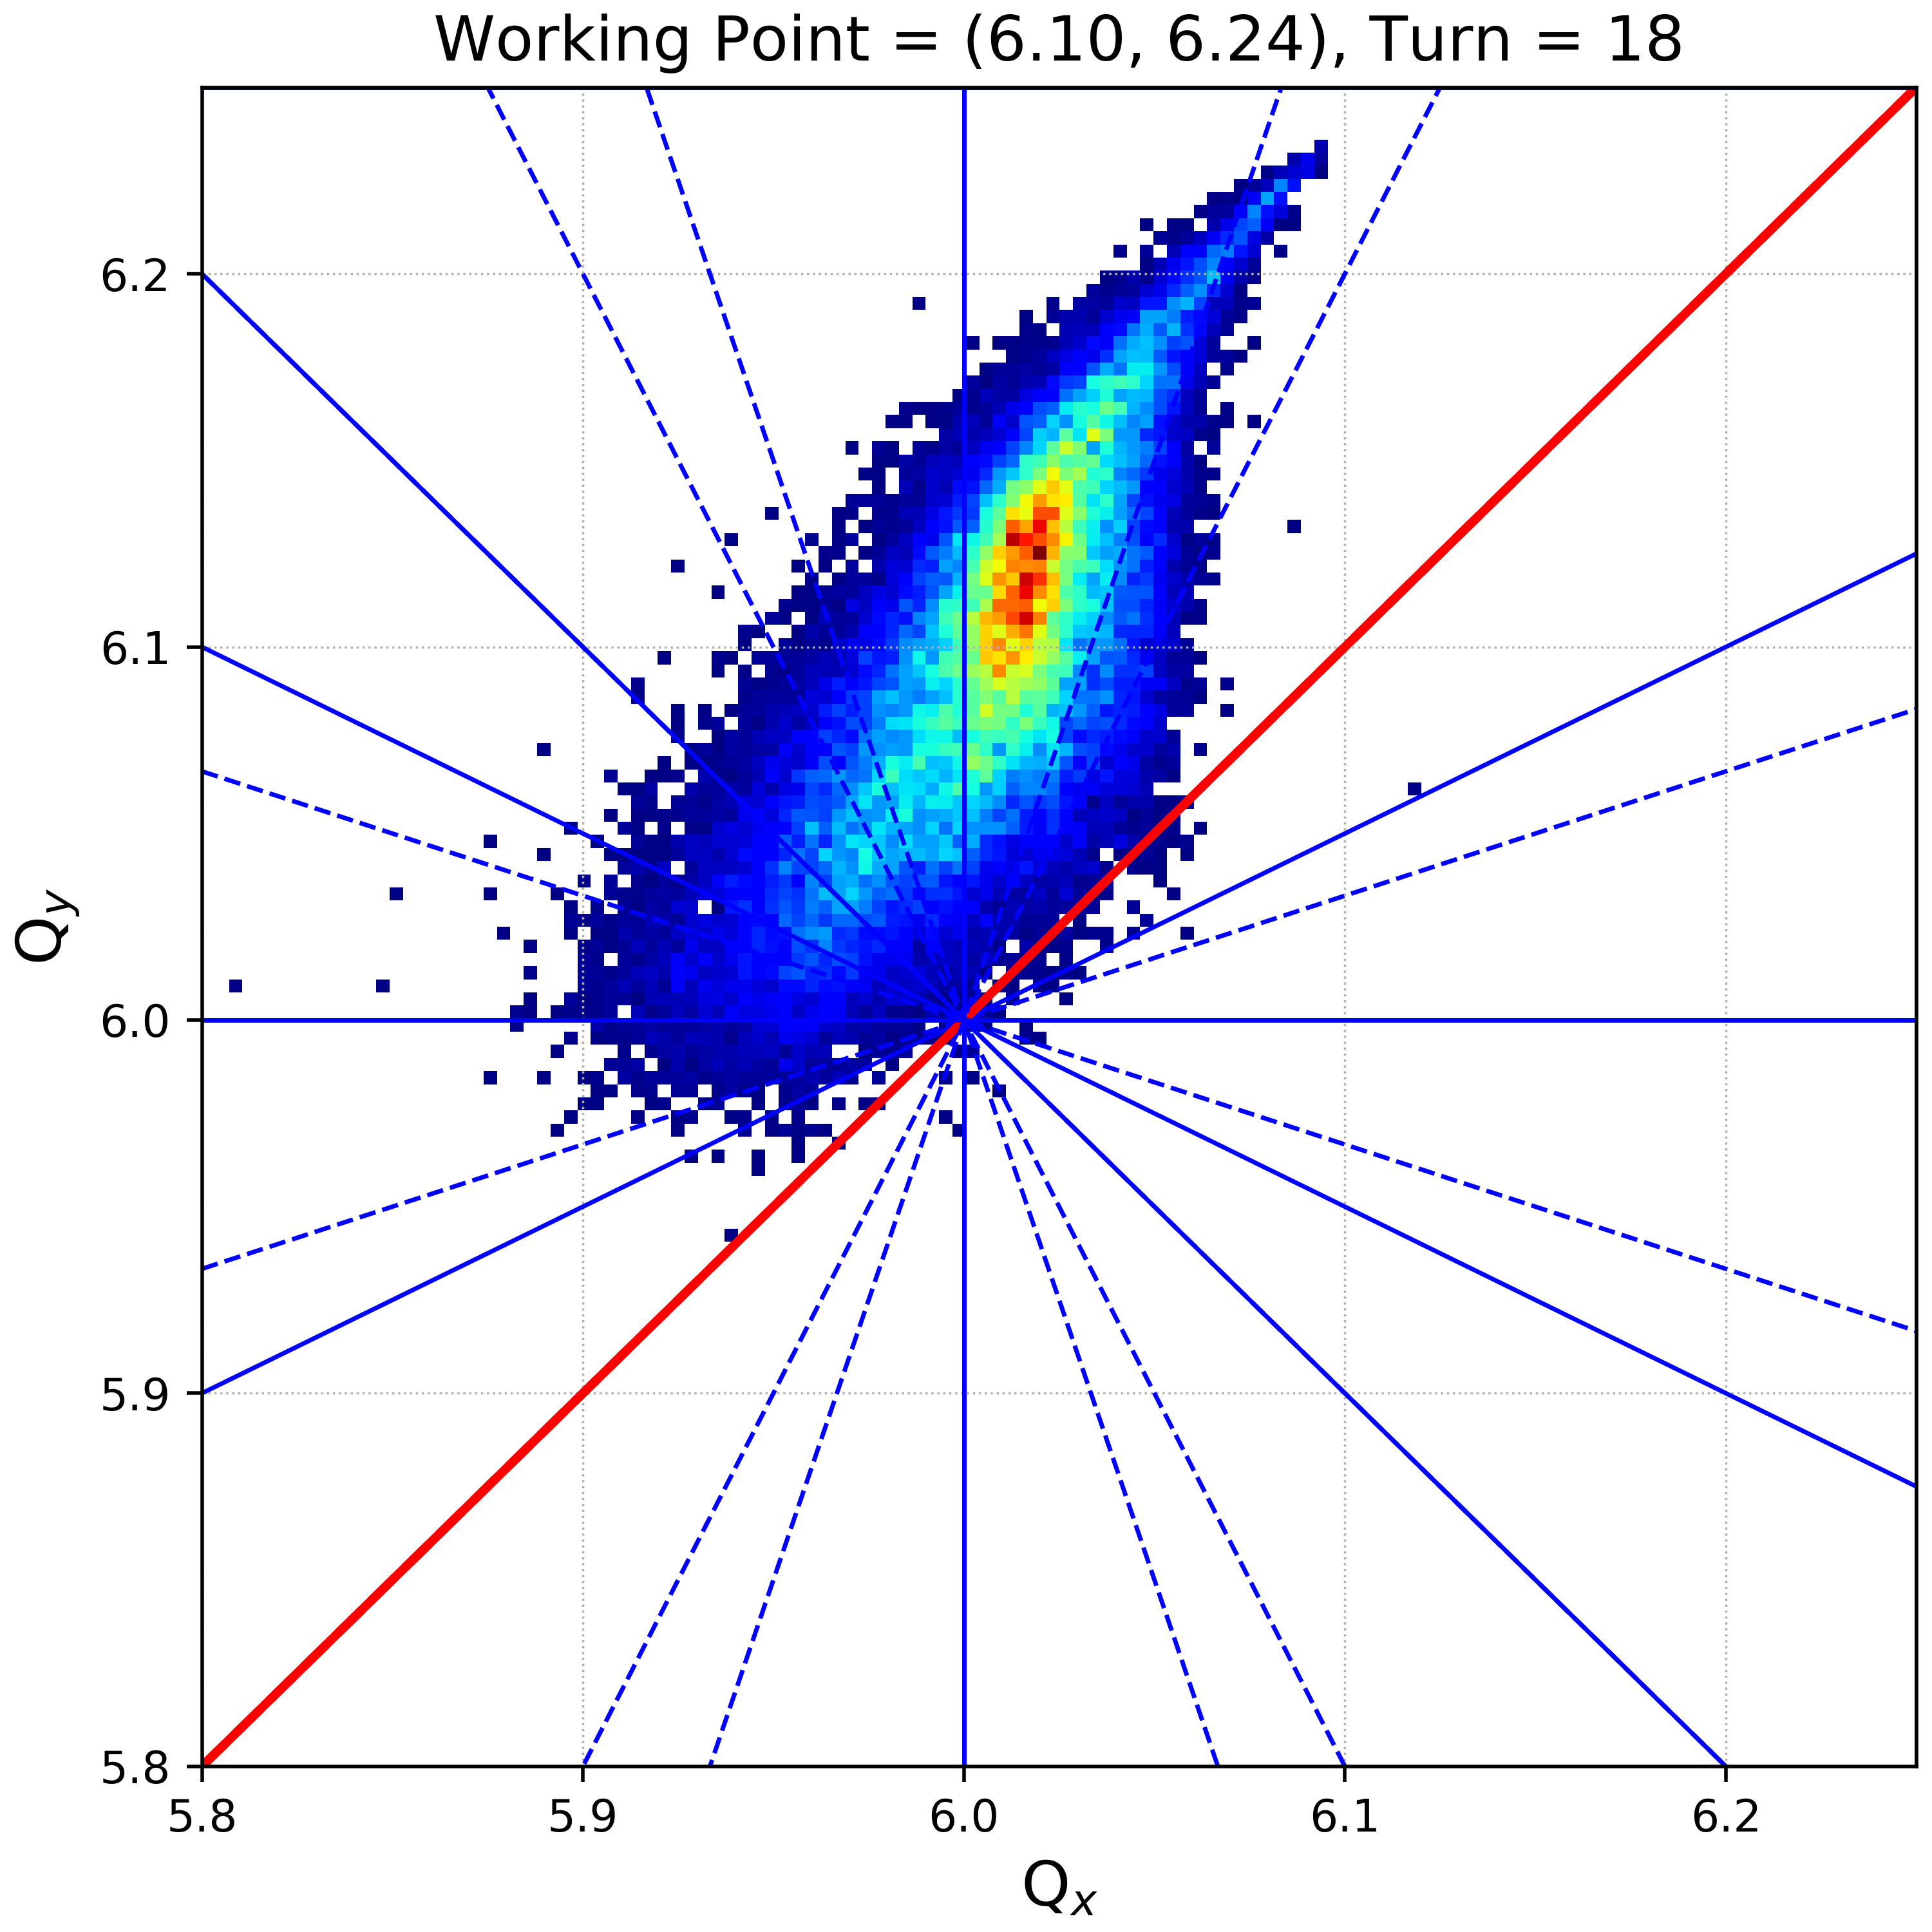 Working Point = (6.10, 6.24), Turn = 18
6.2
6.1
6.0
5.9
5.8
Qy
5.8 5.9 6.0 6.1 6.2
Qx